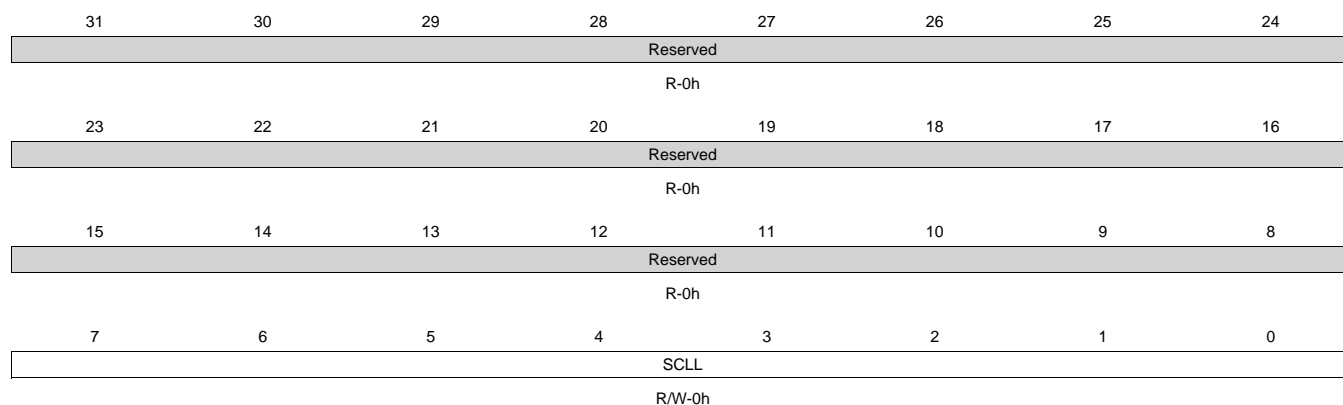 31 30 29 28 27 26 25 24
Reserved
R-0h
23 22 21 20 19 18 17 16
Reserved
R-0h
15 14 13 12 11 10 9 8
Reserved
R-0h
7 6 5 4 3 2 1 0
SCLL
R/W-0h